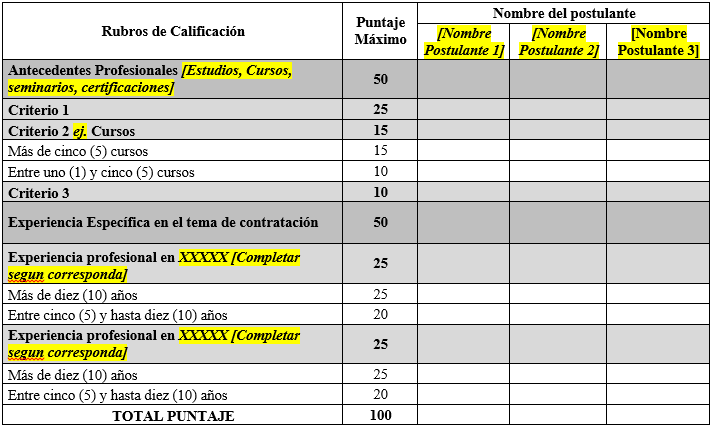 Rubros de Calificación
Puntaje
Máximo
Nombre del postulante
[Nombre
Postulante 1]
[Nombre
Postulante 2]
[Nombre
Postulante 3]
Antecedentes Profesionales [Estudios, Cursos,
seminarios, certificaciones]
50
Criterio 1
25
Criterio 2 ej. Cursos
15
Más de cinco (5) cursos
15
Entre uno (1) y cinco (5) cursos
10
Criterio 3
10
Experiencia Específica en el tema de contratación
50
Experiencia profesional en XXXXX [Completar
segun corresponda]
25
Más de diez (10) años
25
Entre cinco (5) y hasta diez (10) años
20
Experiencia profesional en XXXXX [Completar
segun corresponda]
25
Más de diez (10) años
25
Entre cinco (5) y hasta diez (10) años
20
TOTAL PUNTAJE
100